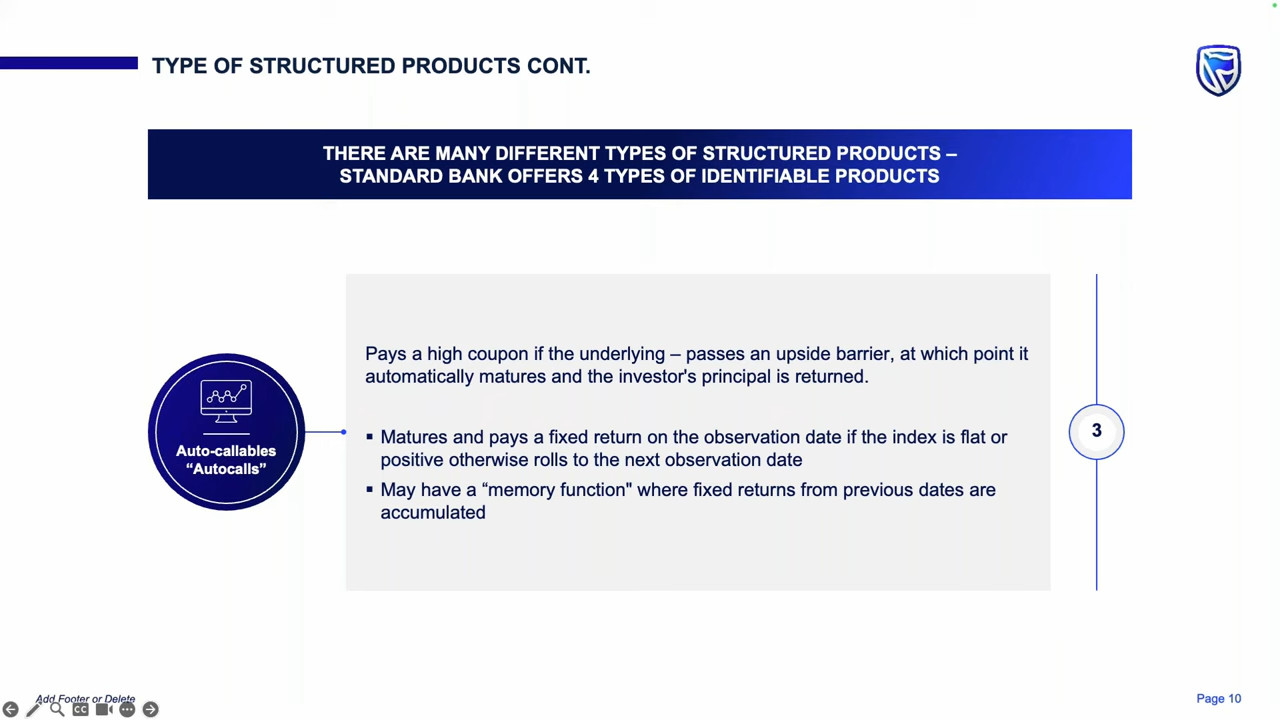 TYPE OF STRUCTURED PRODUCTS CONT.
THERE ARE MANY DIFFERENT TYPES OF STRUCTURED PRODUCTS –
STANDARD BANK OFFERS 4 TYPES OF IDENTIFIABLE PRODUCTS
Auto-callables
“Autocalls”
Pays a high coupon if the underlying – passes an upside barrier, at which point it
automatically matures and the investor's principal is returned.
▪ Matures and pays a fixed return on the observation date if the index is flat or
positive otherwise rolls to the next observation date
▪ May have a “memory function" where fixed returns from previous dates are
accumulated
3
Add Footer or Delete
CC
Page 10